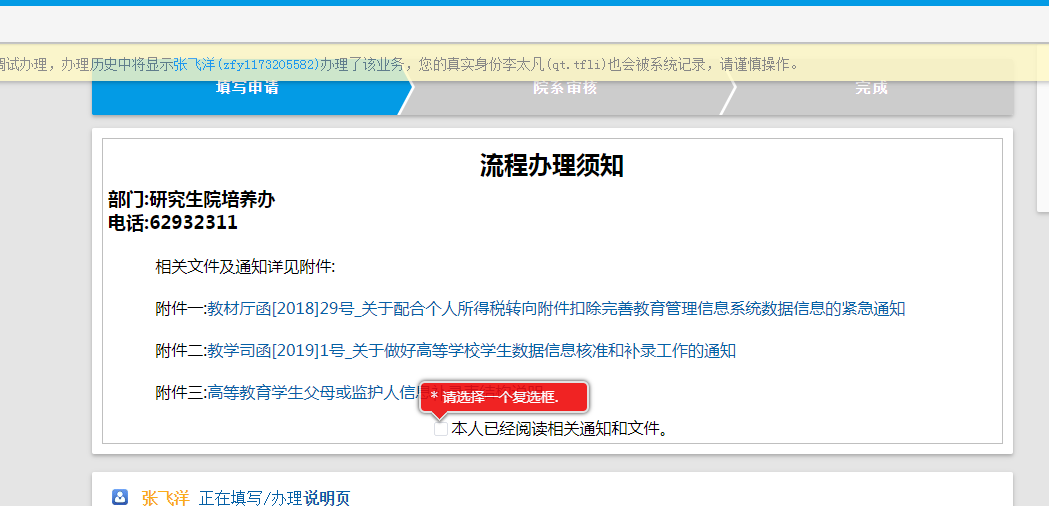 调试办理，办理历史中将显示张飞洋(zfy1173205582)办理了该业务，您的真实身份李太凡(qt.tfli)也会被系统记录，请谨慎操作。
填写申请
院系审核
完成
流程办理须知
部门:研究生院培养办
电话:62932311
相关文件及通知详见附件:
附件一:教材厅函[2018]29号_关于配合个人所得税转向附件扣除完善教育管理信息系统数据信息的紧急通知
附件二:教学司函[2019]1号_关于做好高等学校学生数据信息核准和补录工作的通知
附件三:高等教育学生父母或监护人信息
* 请选择一个复选框.
本人已经阅读相关通知和文件。
张飞洋 正在填写/办理说明页